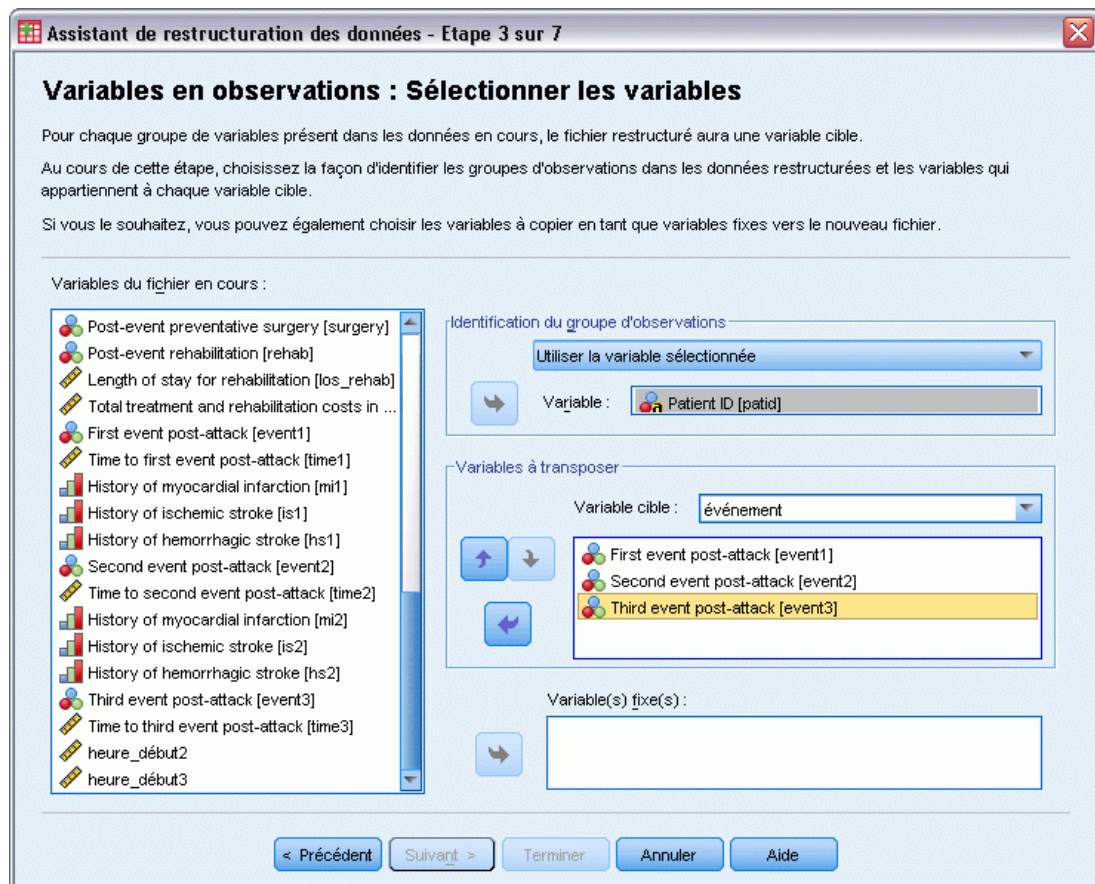 Assistant de restructuration des données - Etape 3 sur 7
Variables en observations : Sélectionner les variables
Pour chaque groupe de variables présent dans les données en cours, le fichier restructuré aura une variable cible.
Au cours de cette étape, choisissez la façon d'identifier les groupes d'observations dans les données restructurées et les variables qui
appartiennent à chaque variable cible.
Si vous le souhaitez, vous pouvez également choisir les variables à copier en tant que variables fixes vers le nouveau fichier.
Variables du fichier en cours :
Post-event preventative surgery [surgery]
Post-event rehabilitation [rehab]
Length of stay for rehabilitation [los_rehab]
Total treatment and rehabilitation costs in ...
First event post-attack [event1]
Time to first event post-attack [time1]
History of myocardial infarction [mi1]
History of ischemic stroke [is1]
History of hemorrhagic stroke [hs1]
Second event post-attack [event2]
Time to second event post-attack [time2]
History of myocardial infarction [mi2]
History of ischemic stroke [is2]
History of hemorrhagic stroke [hs2]
Third event post-attack [event3]
Time to third event post-attack [time3]
heure_début2
heure_début3
Identification du groupe d'observations
Utiliser la variable sélectionnée
Variable :
Patient ID [patid]
Variables à transposer
Variable cible :
événement
First event post-attack [event1]
Second event post-attack [event2]
Third event post-attack [event3]
Variable(s) fixe(s) :
< Précédent
Suivant >
Terminer
Annuler
Aide